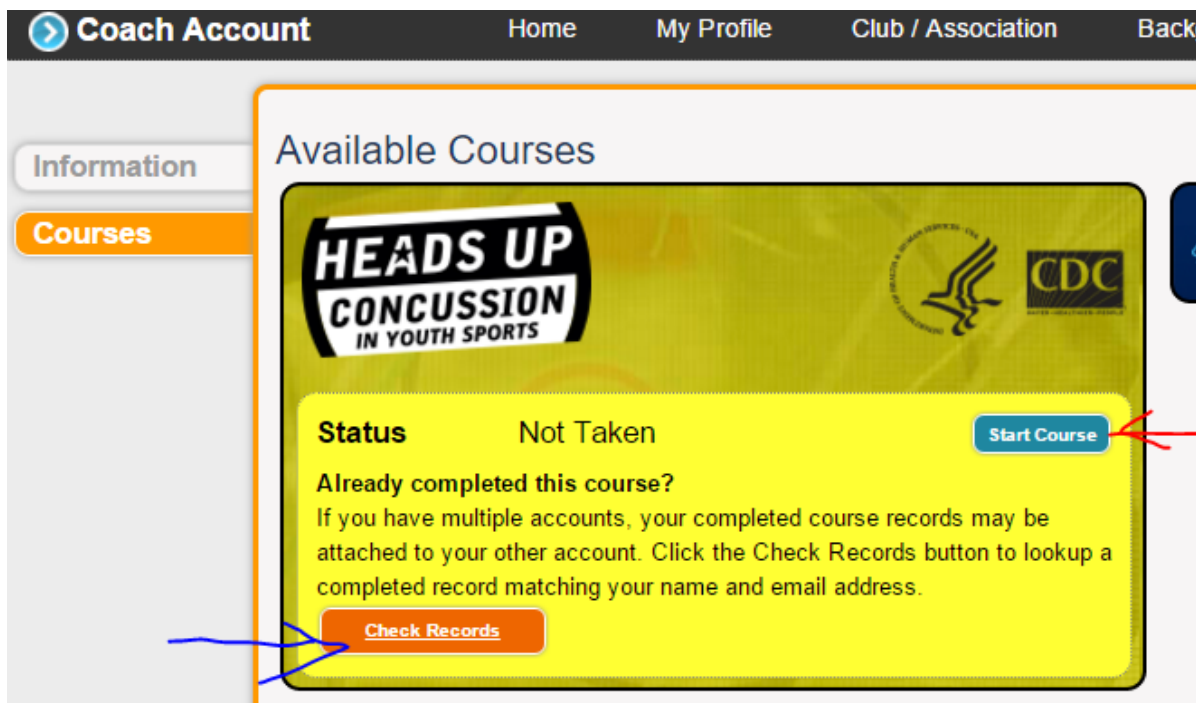 Coach Account
Home
My Profile
Club / Association
Back
Information
Courses
Available Courses
HEADS UP
CONCUSSION
IN YOUTH SPORTS
CDC
Status Not Taken
Start Course
Already completed this course?
If you have multiple accounts, your completed course records may be
attached to your other account. Click the Check Records button to lookup a
completed record matching your name and email address.
Check Records